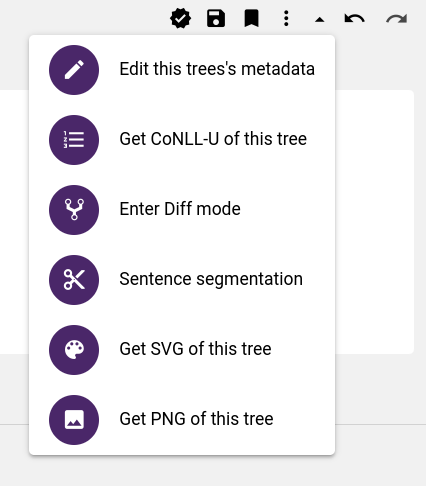 Edit this trees's metadata
Get CoNLL-U of this tree
Enter Diff mode
Sentence segmentation
Get SVG of this tree
Get PNG of this tree